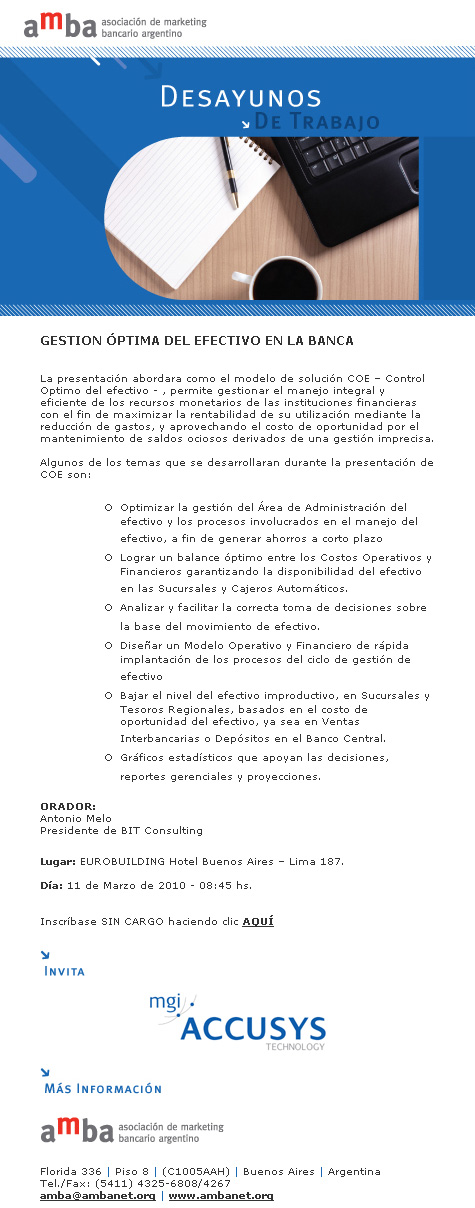 amba asociación de marketing
bancario argentino
DESAYUNOS
DE TRABAJO
GESTION ÓPTIMA DEL EFECTIVO EN LA BANCA
La presentación abordara como el modelo de solución COE – Control
Optimo del efectivo - , permite gestionar el manejo integral y
eficiente de los recursos monetarios de las instituciones financieras
con el fin de maximizar la rentabilidad de su utilización mediante la
reducción de gastos, y aprovechando el costo de oportunidad por el
mantenimiento de saldos ociosos derivados de una gestión imprecisa.
Algunos de los temas que se desarrollaran durante la presentación de
COE son:
o Optimizar la gestión del Área de Administración del
efectivo y los procesos involucrados en el manejo del
efectivo, a fin de generar ahorros a corto plazo
o Lograr un balance óptimo entre los Costos Operativos y
Financieros garantizando la disponibilidad del efectivo
en las Sucursales y Cajeros Automáticos.
o Analizar y facilitar la correcta toma de decisiones sobre
la base del movimiento de efectivo.
o Diseñar un Modelo Operativo y Financiero de rápida
implantación de los procesos del ciclo de gestión de
efectivo
o Bajar el nivel del efectivo improductivo, en Sucursales y
Tesoros Regionales, basados en el costo de
oportunidad del efectivo, ya sea en Ventas
Interbancarias o Depósitos en el Banco Central.
o Gráficos estadísticos que apoyan las decisiones,
reportes gerenciales y proyecciones.
ORADOR:
Antonio Melo
Presidente de BIT Consulting
Lugar: EUROBUILDING Hotel Buenos Aires – Lima 187.
Día: 11 de Marzo de 2010 - 08:45 hs.
Inscríbase SIN CARGO haciendo clic AQUÍ
INVITA
mgi
ACCUSYS
TECHNOLOGY
MÁS INFORMACIÓN
amba asociación de marketing
bancario argentino
Florida 336 | Piso 8 | (C1005AAH) | Buenos Aires | Argentina
Tel./Fax: (5411) 4325-6808/4267
amba@ambanet.org | www.ambanet.org